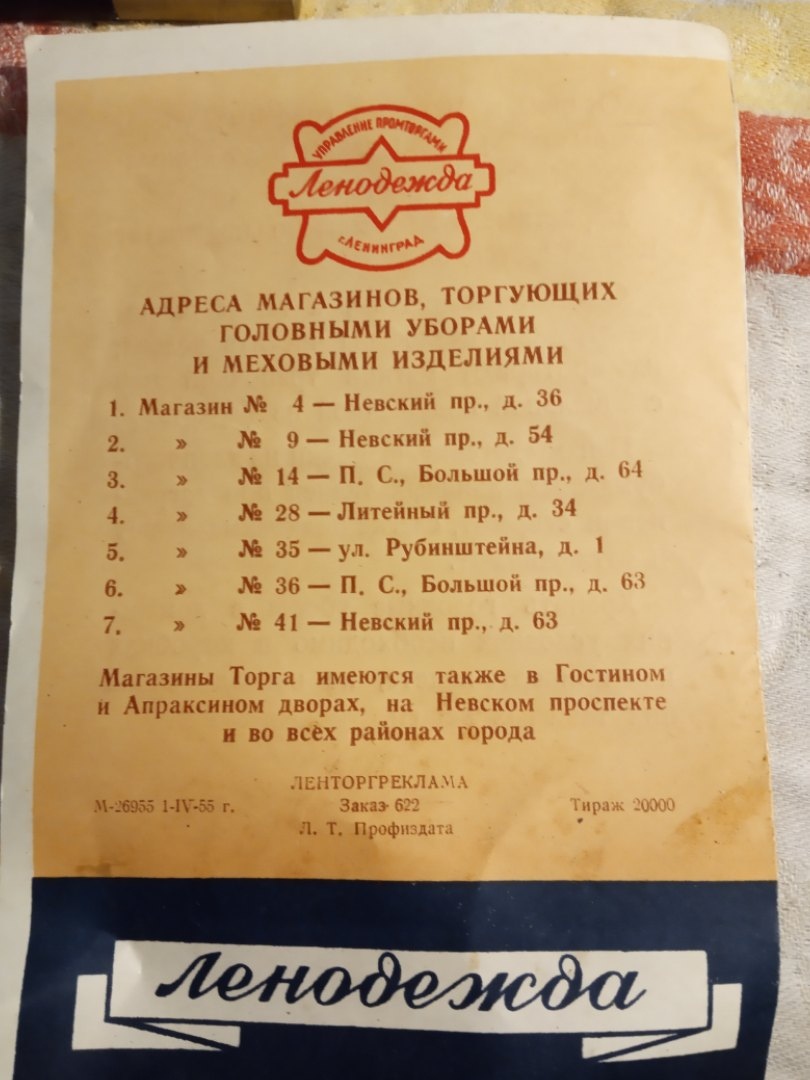 УПРАВЛЕНИЕ ПРОМТОРГАМИ
Ленодежда
г. ЛЕНИНГРАД
АДРЕСА МАГАЗИНОВ, ТОРГУЮЩИХ
ГОЛОВНЫМИ УБОРАМИ
И МЕХОВЫМИ ИЗДЕЛИЯМИ
1. Магазин № 4 — Невский пр., д. 36
2. » № 9 — Невский пр., д. 54
3. » № 14 — П. С., Большой пр., д. 64
4. » № 28 — Литейный пр., д. 34
5. » № 35 — ул. Рубинштейна, д. 1
6. » № 36 — П. С., Большой пр., д. 63
7. » № 41 — Невский пр., д. 63
Магазины Торга имеются также в Гостином
и Апраксином дворах, на Невском проспекте
и во всех районах города
ЛЕНТОРГРЕКЛАМА
М-26955 1-IV-55 г. Заказ 622 Тираж 20000
Л. Т. Профиздата
Ленодежда